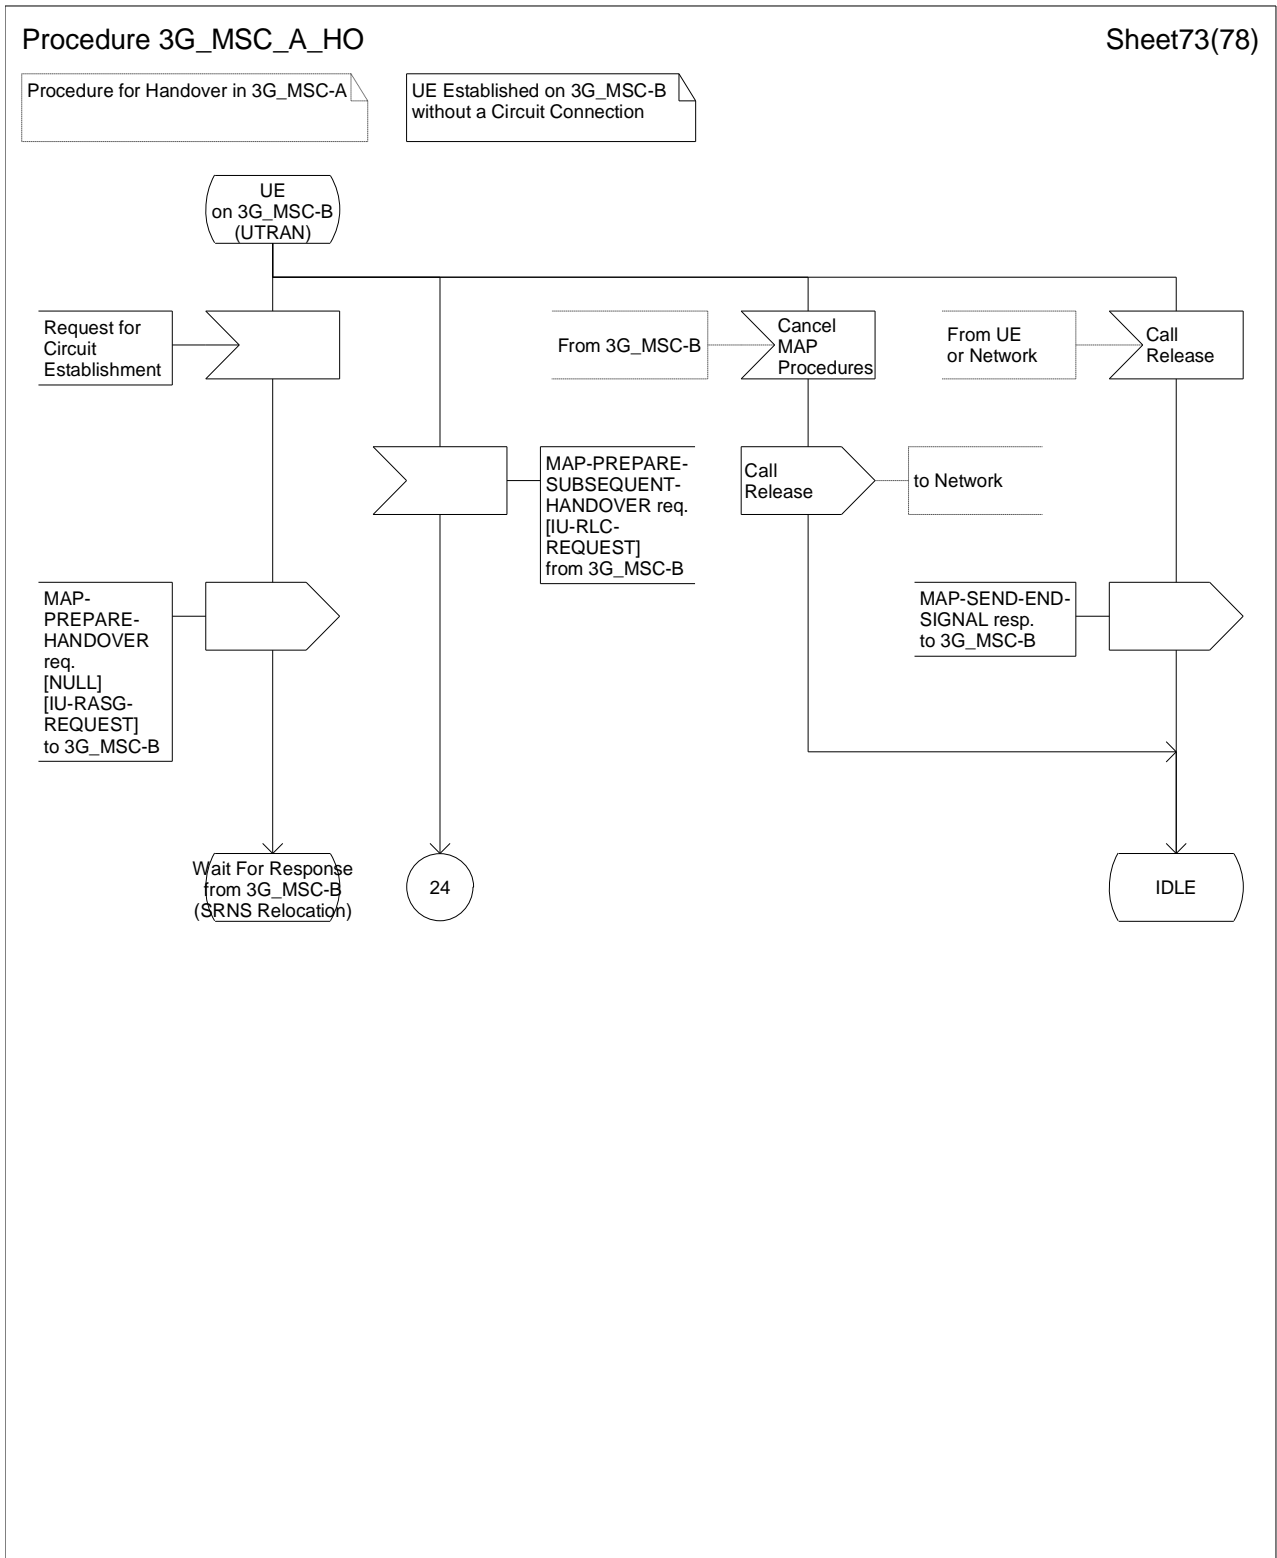 Procedure 3G_MSC_A_HO
Sheet73(78)
Procedure for Handover in 3G_MSC-A
UE Established on 3G_MSC-B
without a Circuit Connection
UE
on 3G_MSC-B
(UTRAN)
Request for
Circuit
Establishment
From 3G_MSC-B
Cancel
MAP
Procedures
From UE
or Network
Call
Release
MAP-PREPARE-
SUBSEQUENT-
HANDOVER req.
[IU-RLC-
REQUEST]
from 3G_MSC-B
Call
Release
to Network
MAP-
PREPARE-
HANDOVER
req.
[NULL]
[IU-RASG-
REQUEST]
to 3G_MSC-B
MAP-SEND-END-
SIGNAL resp.
to 3G_MSC-B
Wait For Response
from 3G_MSC-B
(SRNS Relocation)
24
IDLE